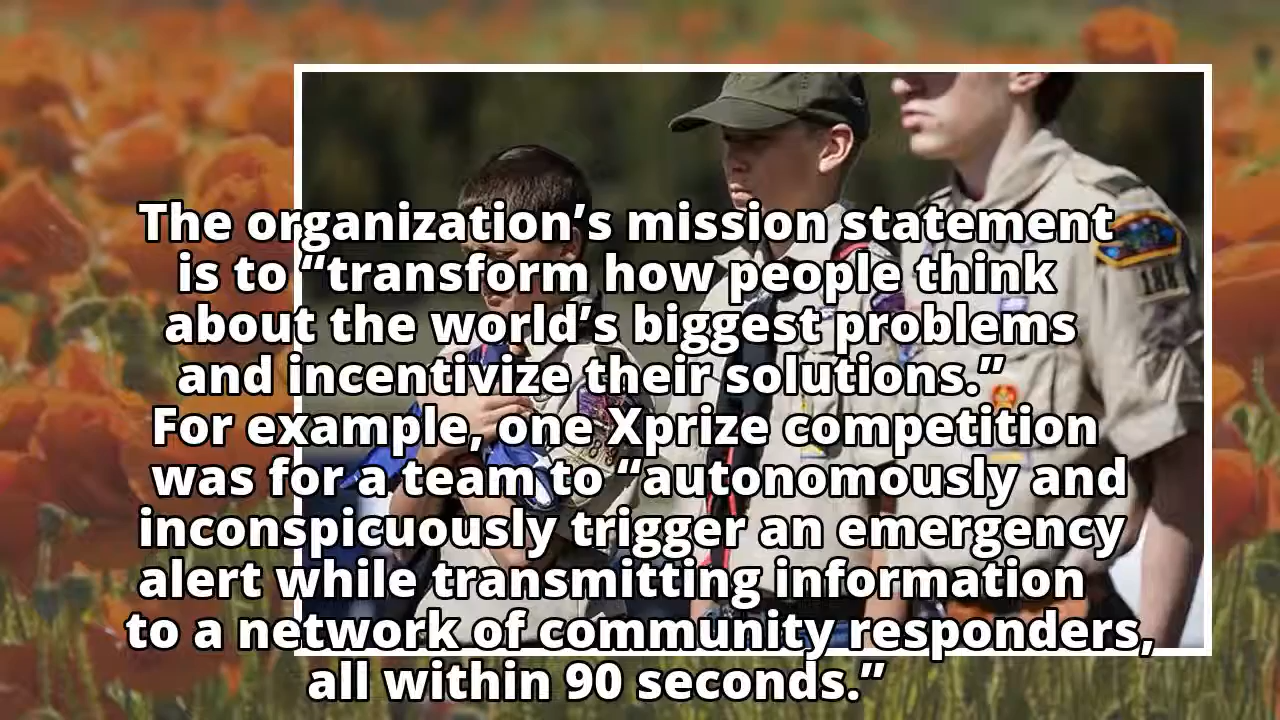 The organization’s mission statement
is to “transform how people think
about the world’s biggest problems
and incentivize their solutions.”
For example, one Xprize competition
was for a team to “autonomously and
inconspicuously trigger an emergency
alert while transmitting information
to a network of community responders,
all within 90 seconds.”